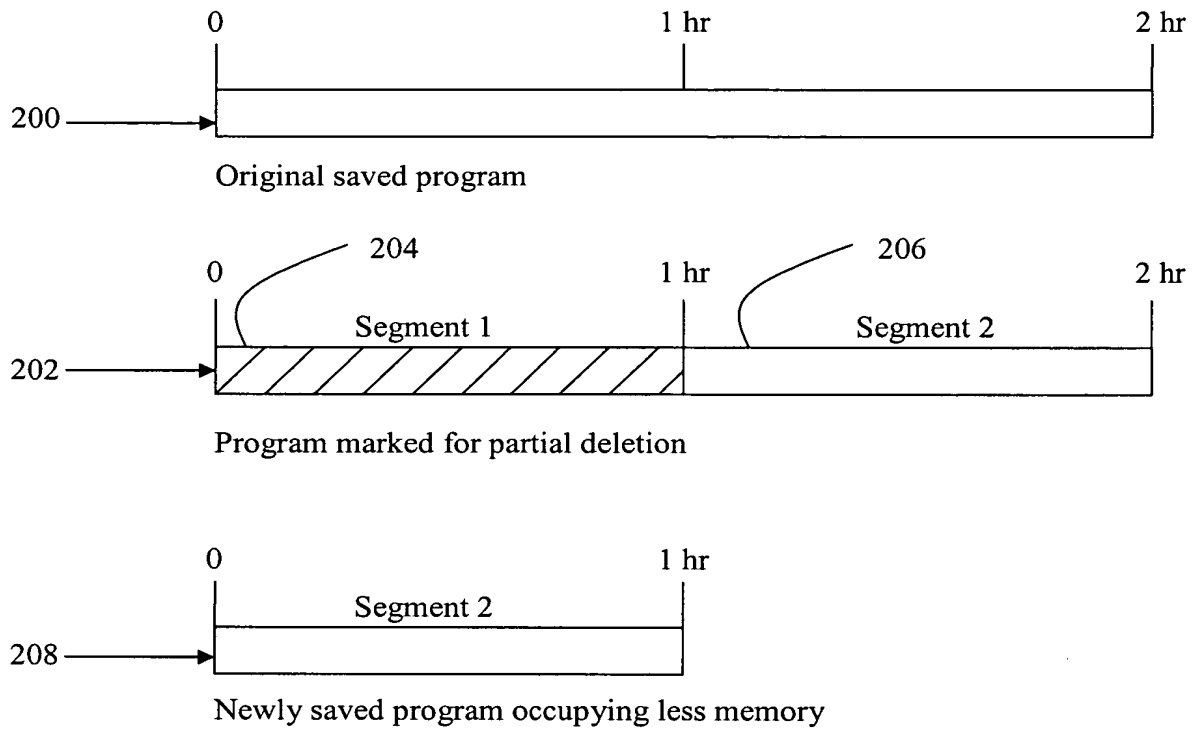 0 1 hr 2 hr
200
Original saved program
204 206
0 1 hr 2 hr
Segment 1 Segment 2
202
Program marked for partial deletion
0 1 hr
Segment 2
208
Newly saved program occupying less memory